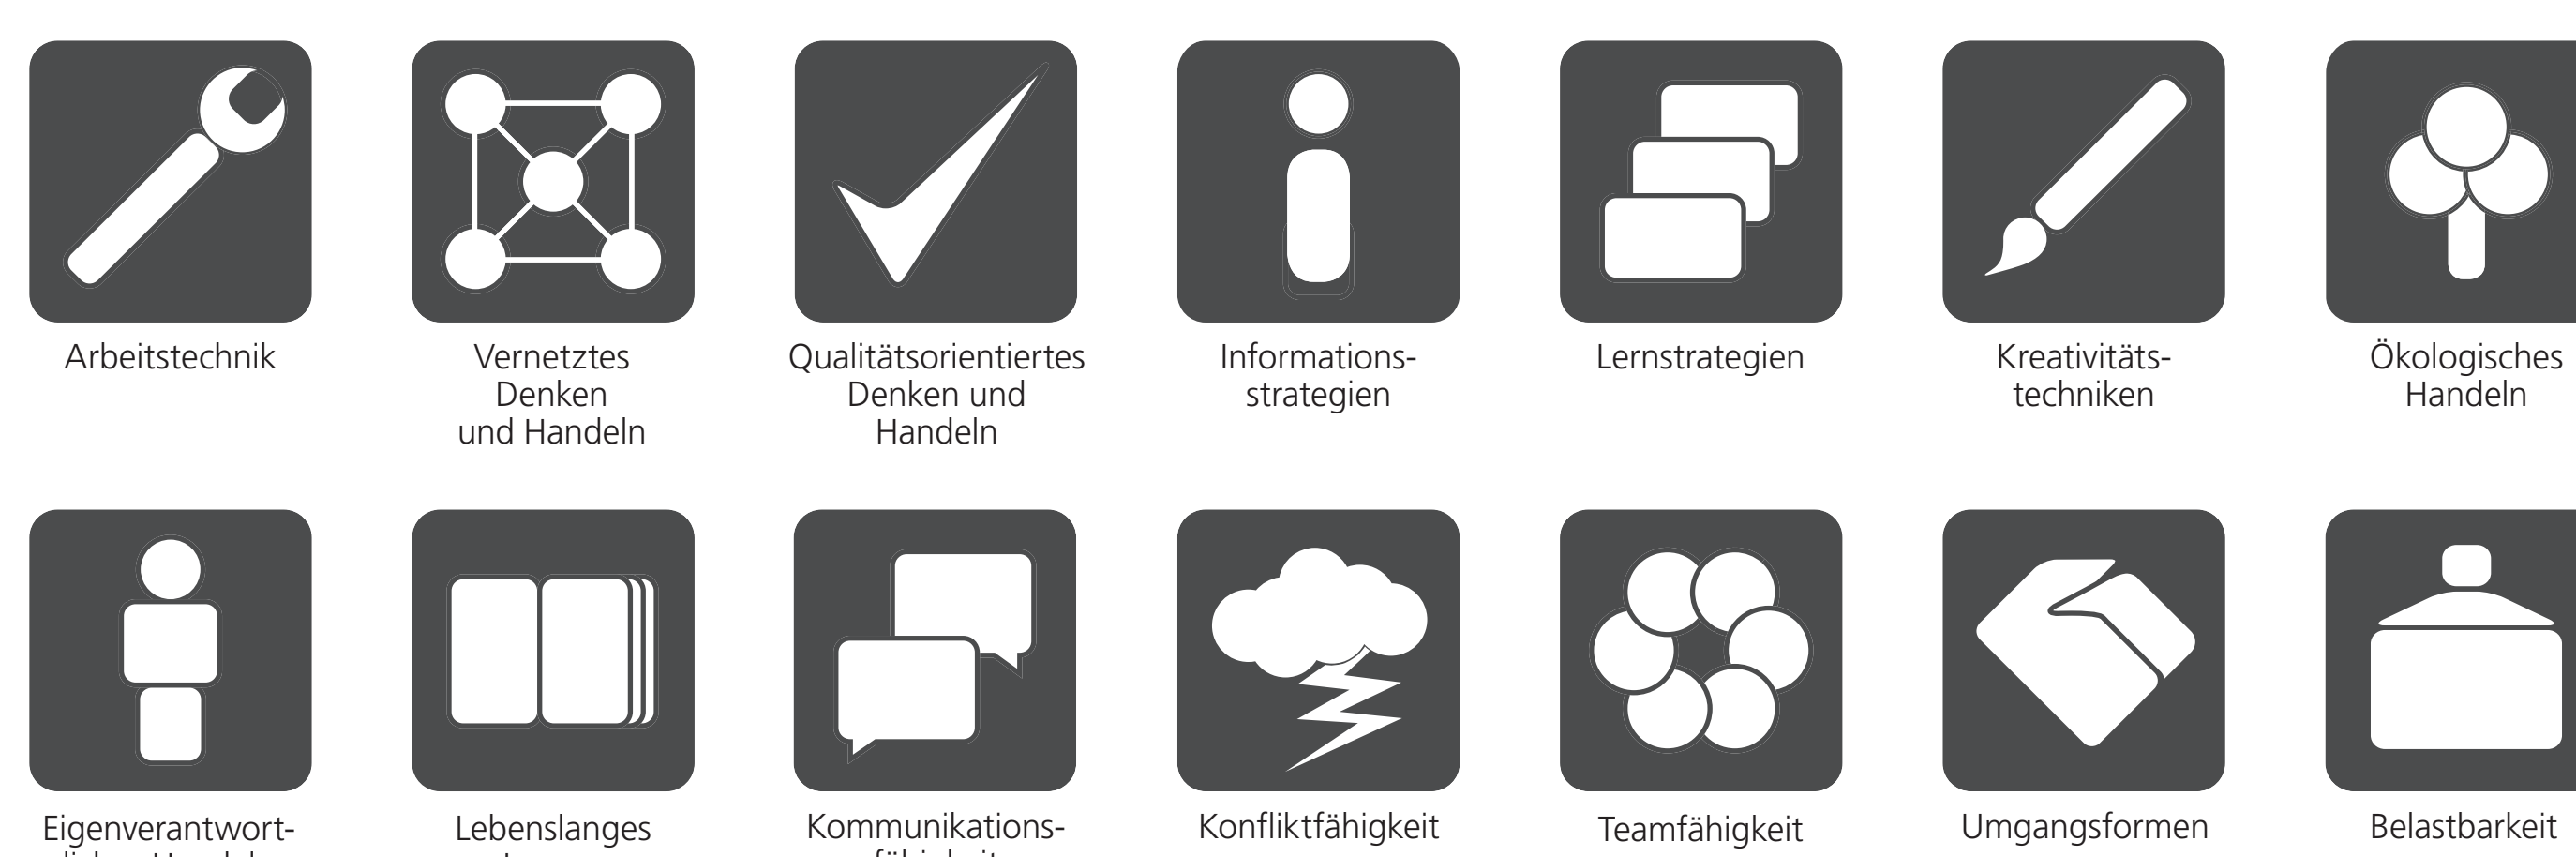 Arbeitstechnik
Vernetztes
Denken
und Handeln
Qualitätsorientiertes
Denken und
Handeln
Informations-
strategien
Lernstrategien
Kreativitäts-
techniken
Ökologisches
Handeln
Eigenverantwort-
Lebenslanges
Kommunikations-
Konfliktfähigkeit
Teamfähigkeit
Umgangsformen
Belastbarkeit